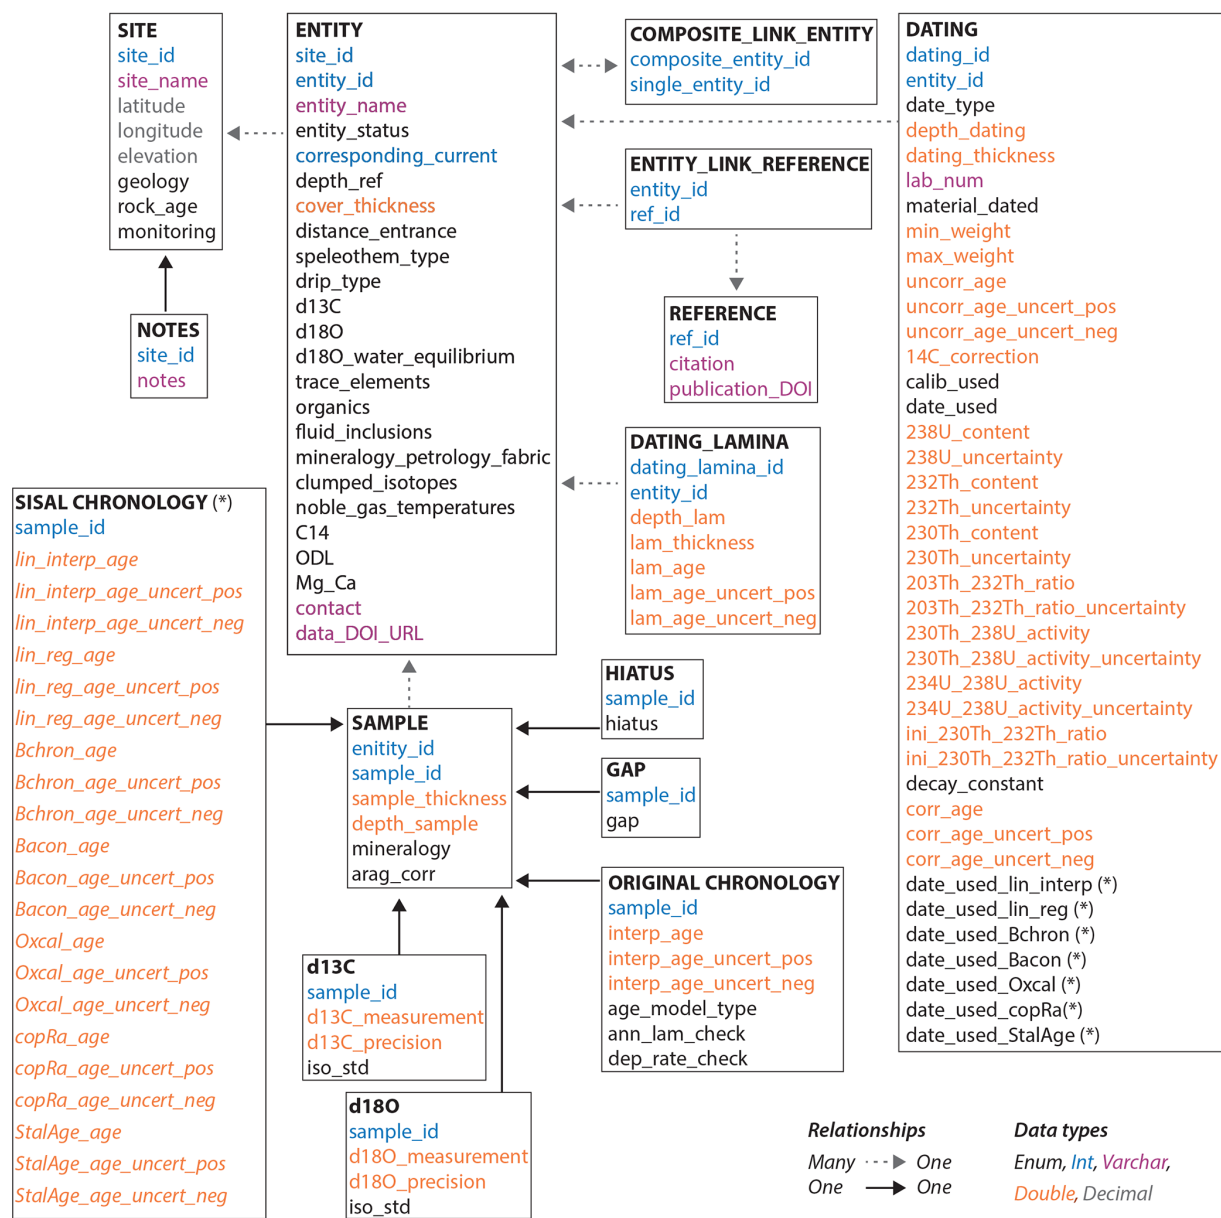 SITE
site_id
site_name
latitude
longitude
elevation
geology
rock_age
monitoring
NOTES
site_id
notes
ENTITY
site_id
entity_id
entity_name
entity_status
corresponding_current
depth_ref
cover_thickness
distance_entrance
speleothem_type
drip_type
d13C
d18O
d18O_water_equilibrium
trace_elements
organics
fluid_inclusions
mineralogy_petrology_fabric
clumped_isotopes
noble_gas_temperatures
C14
ODL
Mg_Ca
contact
data_DOI_URL
COMPOSITE_LINK_ENTITY
composite_entity_id
single_entity_id
ENTITY_LINK_REFERENCE
entity_id
ref_id
REFERENCE
ref_id
citation
publication_DOI
DATING_LAMINA
dating_lamina_id
entity_id
depth_lam
lam_thickness
lam_age
lam_age_uncert_pos
lam_age_uncert_neg
DATING
dating_id
entity_id
date_type
depth_dating
dating_thickness
lab_num
material_dated
min_weight
max_weight
uncorr_age
uncorr_age_uncert_pos
uncorr_age_uncert_neg
14C_correction
calib_used
date_used
238U_content
238U_uncertainty
232Th_content
232Th_uncertainty
230Th_content
230Th_uncertainty
203Th_232Th_ratio
203Th_232Th_ratio_uncertainty
230Th_238U_activity
230Th_238U_activity_uncertainty
234U_238U_activity
234U_238U_activity_uncertainty
ini_230Th_232Th_ratio
ini_230Th_232Th_ratio_uncertainty
decay_constant
corr_age
corr_age_uncert_pos
corr_age_uncert_neg
date_used_lin_interp (*)
date_used_lin_reg (*)
date_used_Bchron (*)
date_used_Bacon (*)
date_used_Oxcal (*)
date_used_copRa(*)
date_used_StalAge (*)
SISAL CHRONOLOGY (*)
sample_id
lin_interp_age
lin_interp_age_uncert_pos
lin_interp_age_uncert_neg
lin_reg_age
lin_reg_age_uncert_pos
lin_reg_age_uncert_neg
Bchron_age
Bchron_age_uncert_pos
Bchron_age_uncert_neg
Bacon_age
Bacon_age_uncert_pos
Bacon_age_uncert_neg
Oxcal_age
Oxcal_age_uncert_pos
Oxcal_age_uncert_neg
copRa_age
copRa_age_uncert_pos
copRa_age_uncert_neg
StalAge_age
StalAge_age_uncert_pos
StalAge_age_uncert_neg
SAMPLE
enitity_id
sample_id
sample_thickness
depth_sample
mineralogy
arag_corr
HIATUS
sample_id
hiatus
GAP
sample_id
gap
ORIGINAL CHRONOLOGY
sample_id
interp_age
interp_age_uncert_pos
interp_age_uncert_neg
age_model_type
ann_lam_check
dep_rate_check
d13C
sample_id
d13C_measurement
d13C_precision
iso_std
d18O
sample_id
d18O_measurement
d18O_precision
iso_std
Relationships
Many One
One One
Data types
Enum, Int, Varchar,
Double, Decimal